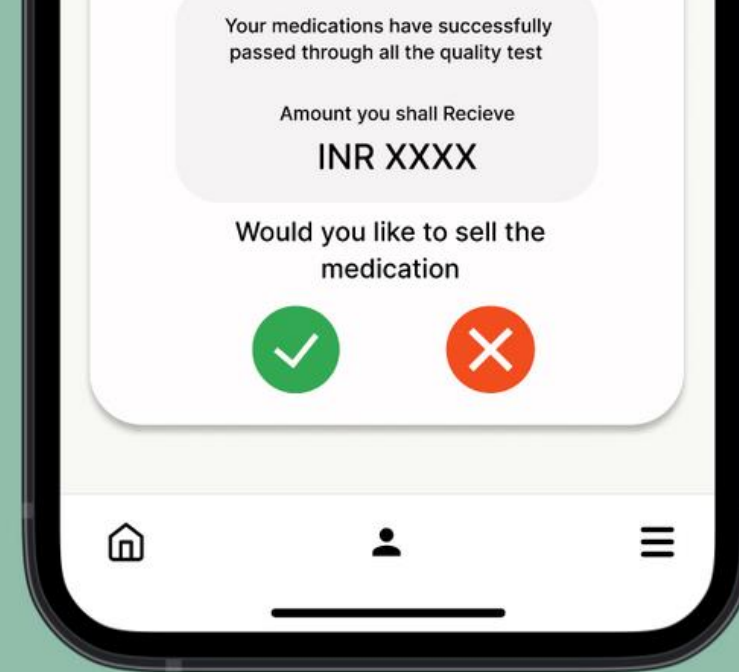 Your medications have successfully
passed through all the quality test
Amount you shall Recieve
INR XXXX
Would you like to sell the
medication